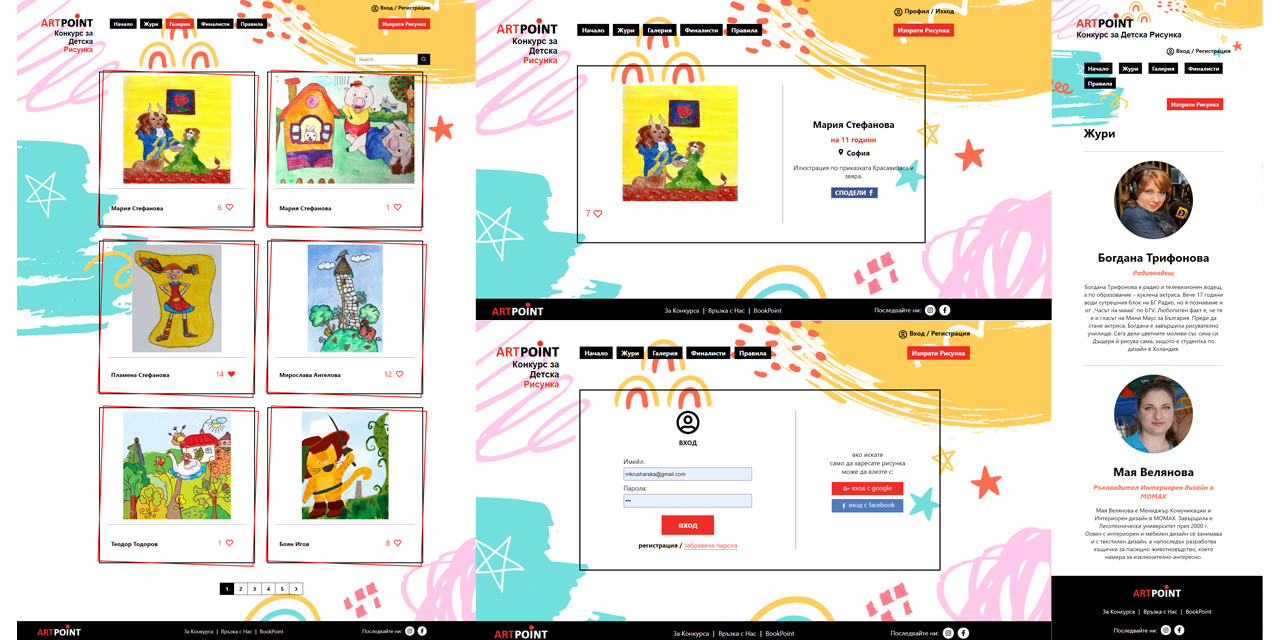 Вход / Регистрация
ARTPOINT
Конкурс за
Детска
Рисунка
Начало Жури Галерия Финалисти Правила
Изпрати Рисунка
Search
Мария Стефанова 6
Мария Стефанова 1
Пламена Стефанова 14
Мирослава Ангелова 12
Теодор Тодоров 1
Боян Игов 8
1 2 3 4 5 >
ARTPOINT За Конкурса | Връзка с Нас | BookPoint Последвайте ни:
Профил / Изход
ARTPOINT
Конкурс за
Детска
Рисунка
Начало Жури Галерия Финалисти Правила
Изпрати Рисунка
Мария Стефанова
на 11 години
София
Илюстрация по приказката Красавицата и
звяра.
СПОДЕЛИ f
7
ARTPOINT За Конкурса | Връзка с Нас | BookPoint Последвайте ни:
Вход / Регистрация
ARTPOINT
Конкурс за
Детска
Рисунка
Начало Жури Галерия Финалисти Правила
Изпрати Рисунка
ВХОД
Имейл:
mkrusharska@gmail.com
Парола:
•••
ВХОД
регистрация / забравена парола
ако искате
само да харесате рисунка
може да влезте с:
G+ вход с google
f вход с facebook
ARTPOINT За Конкурса | Връзка с Нас | BookPoint Последвайте ни:
ARTPOINT
Конкурс за Детска Рисунка
Вход / Регистрация
Начало Жури Галерия Финалисти
Правила
Изпрати Рисунка
Жури
Богдана Трифонова
Радиоводещ
Богдана Трифонова е радио и телевизионен водещ,
а по образование – куклена актриса. Вече 17 години
води сутрешния блок на БГ Радио, но я познаваме и
от „Часът на мама“ по bTV. Любопитен факт е, че тя
е и гласът на Мини Маус за България. Преди да
стане актриса, Богдана е завършила рисувателно
училище. Сега дели цветните моливи със сина си.
Дъщеря й рисува сама, защото е студентка по
дизайн в Холандия.
Мая Велянова
Ръководител Интериорен дизайн в
МОМАХ
Мая Велянова е Мениджър Комуникации и
Интериорен дизайн в МОМАХ. Завършила е
Лесотехнически университет през 2000 г.
Освен с интериорен и мебелен дизайн се занимава
и с текстилен дизайн, а напоследък разработва
къщички за пасищно животновъдство, което
намира за изключително интересно.
ARTPOINT
За Конкурса | Връзка с Нас | BookPoint
Последвайте ни: